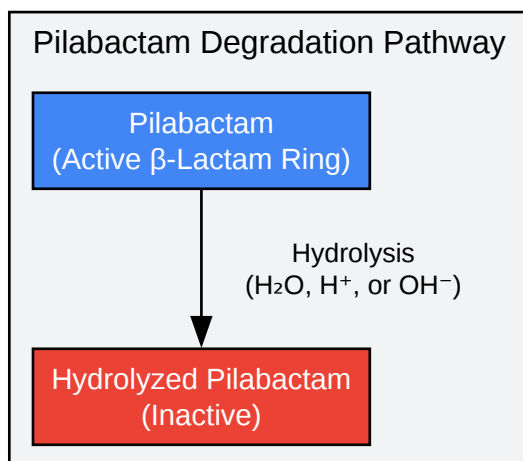 Pilabactam Degradation Pathway
Pilabactam
(Active β-Lactam Ring)
Hydrolysis
(H₂O, H⁺, or OH⁻)
Hydrolyzed Pilabactam
(Inactive)